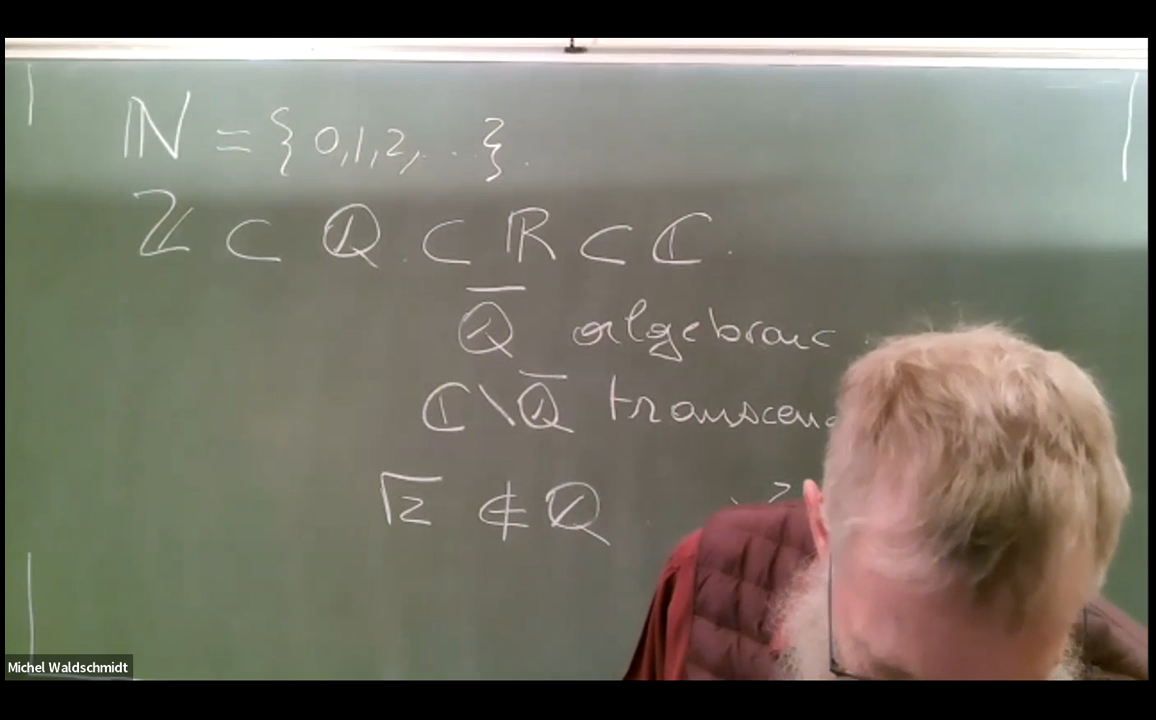 ℕ = {0,1,2,...}.
ℤ ⊂ ℚ ⊂ ℝ ⊂ ℂ.
ℚ̅ algebraic
ℂ\ℚ̅ transcen
√2 ∉ ℚ
Michel Waldschmidt